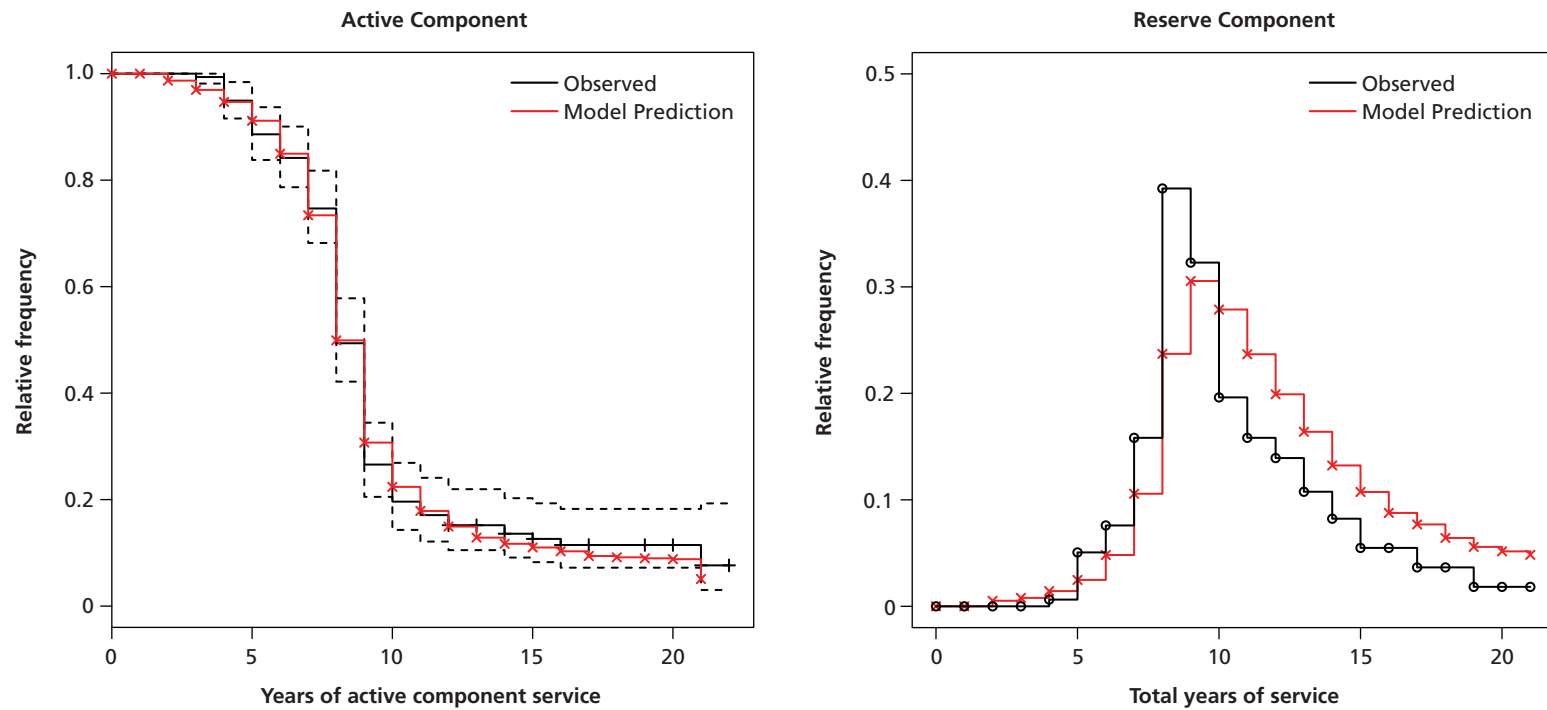 Active Component
Relative frequency
1.0
0.8
0.6
0.4
0.2
0
Observed
Model Prediction
0
5
10
15
20
Years of active component service
Reserve Component
Relative frequency
0.5
0.4
0.3
0.2
0.1
0
Observed
Model Prediction
0
5
10
15
20
Total years of service